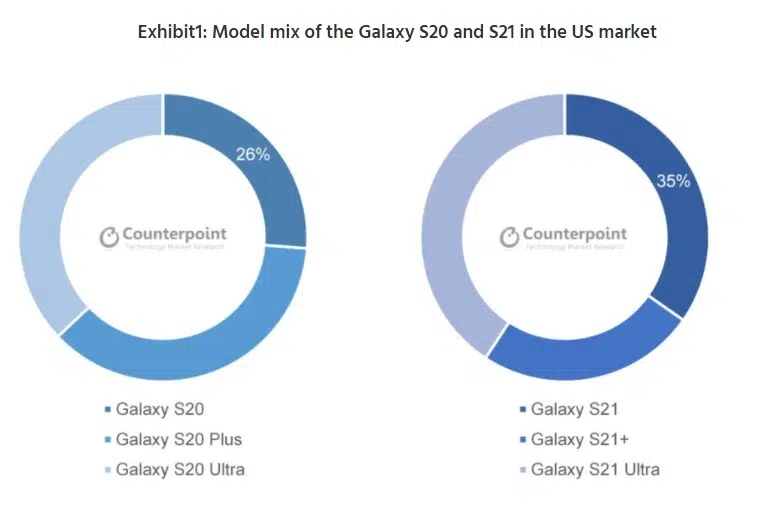 Exhibit1: Model mix of the Galaxy S20 and S21 in the US market
26%
35%
Counterpoint
Technology Market Research
Counterpoint
Technology Market Research
Galaxy S20
Galaxy S20 Plus
Galaxy S20 Ultra
Galaxy S21
Galaxy S21+
Galaxy S21 Ultra